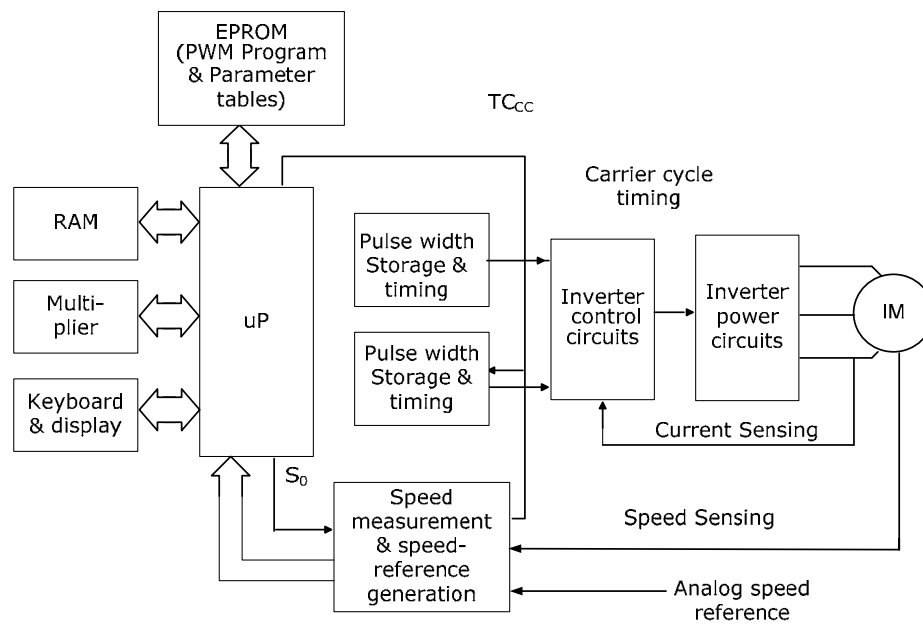 EPROM
(PWM Program
& Parameter
tables)
TCCC
Carrier cycle
timing
RAM
Pulse width
Storage &
timing
Multi-
plier
uP
Inverter
control
circuits
Inverter
power
circuits
IM
Pulse width
Storage &
timing
Keyboard
& display
Current Sensing
S0
Speed
measurement
& speed-
reference
generation
Speed Sensing
Analog speed
reference